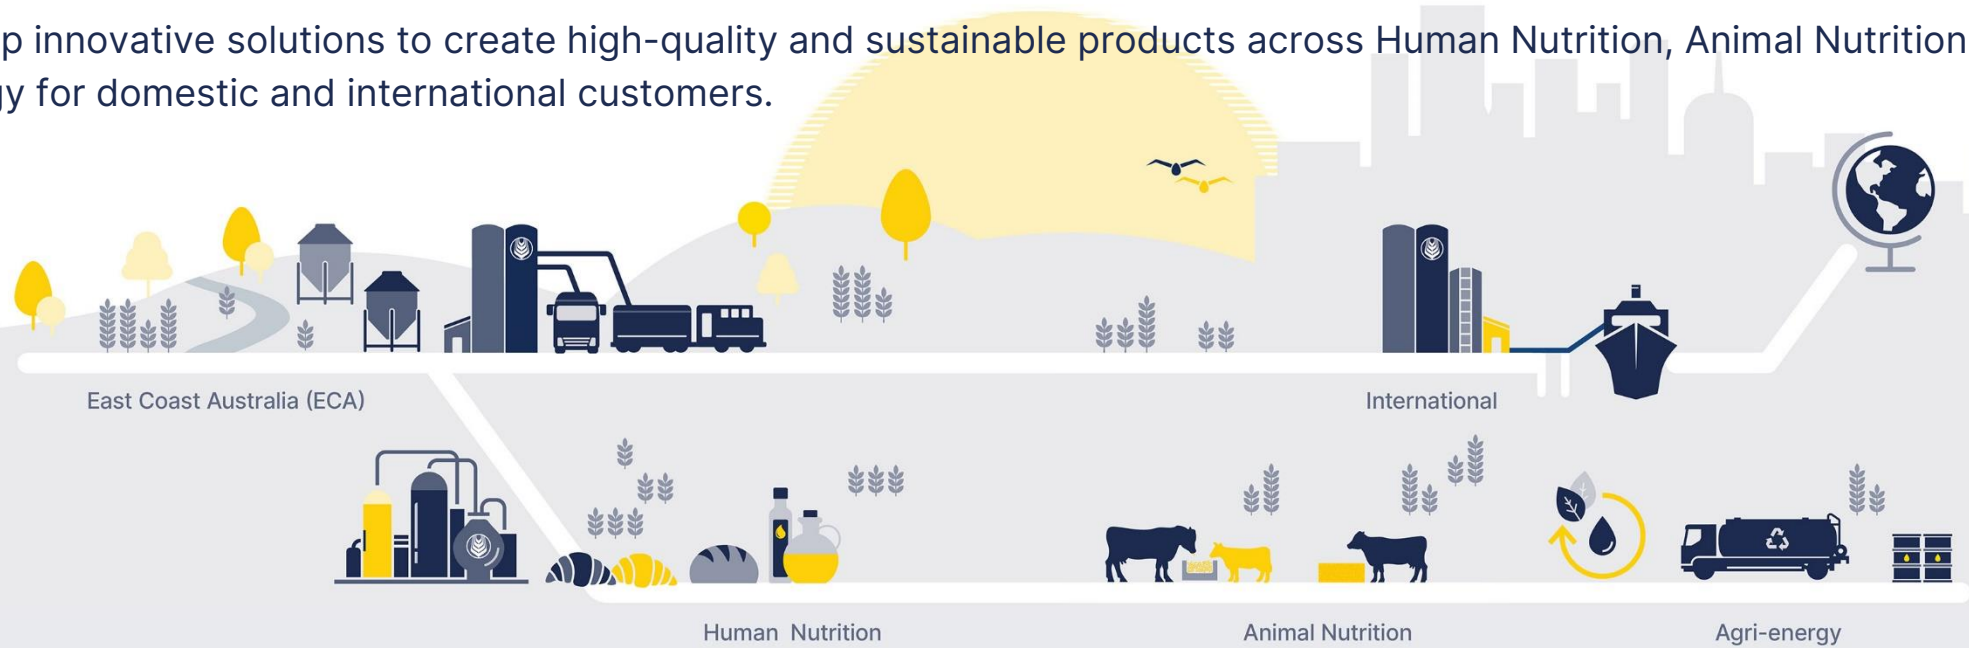 p innovative solutions to create high-quality and sustainable products across Human Nutrition, Animal Nutrition
gy for domestic and international customers.
East Coast Australia (ECA)
International
Human Nutrition
Animal Nutrition
Agri-energy